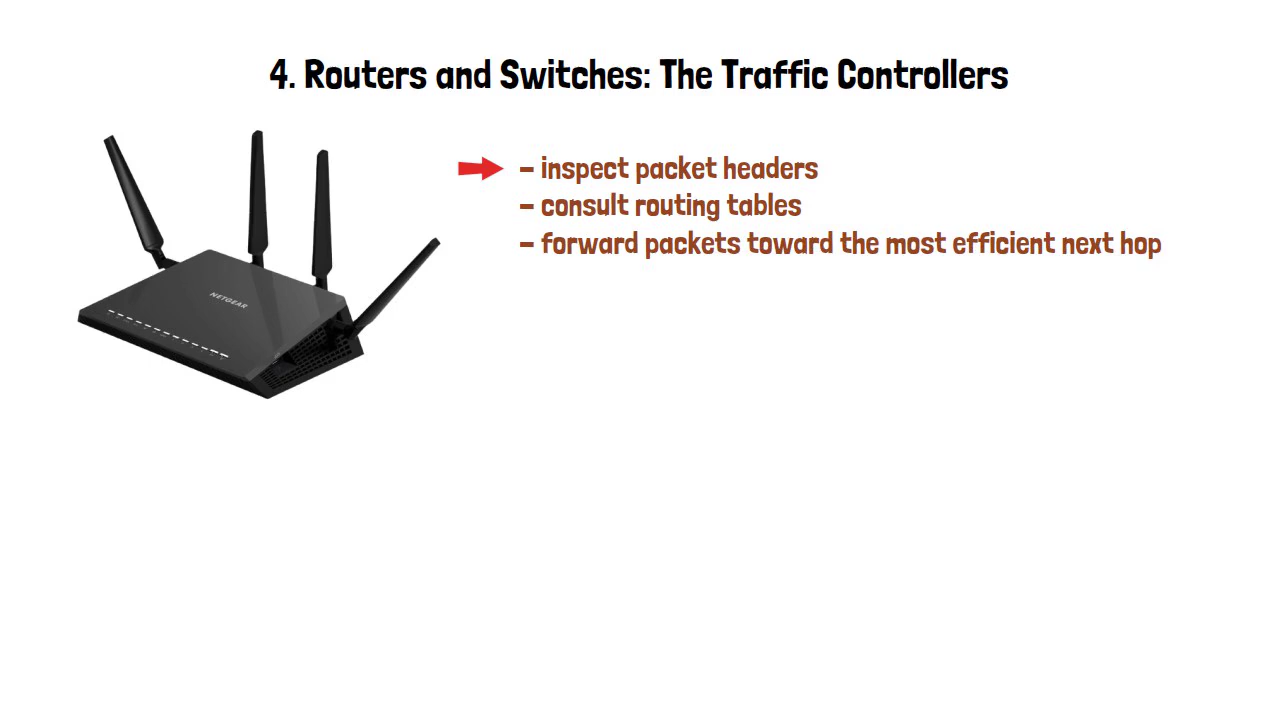 4. Routers and Switches: The Traffic Controllers
– inspect packet headers
– consult routing tables
– forward packets toward the most efficient next hop
NETGEAR